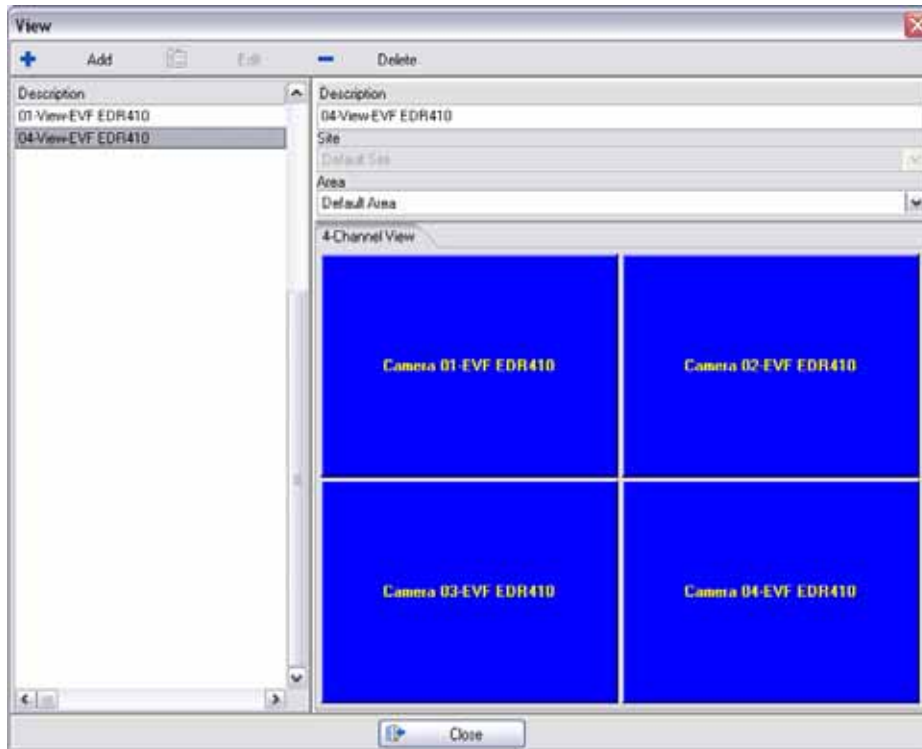 View
Add Edit Delete
Description
01-View-EVF EDR410
04-View-EVF EDR410
Description
04-View-EVF EDR410
Site
Default Site
Area
Default Area
4-Channel View
Camera 01-EVF EDR410
Camera 02-EVF EDR410
Camera 03-EVF EDR410
Camera 04-EVF EDR410
Close